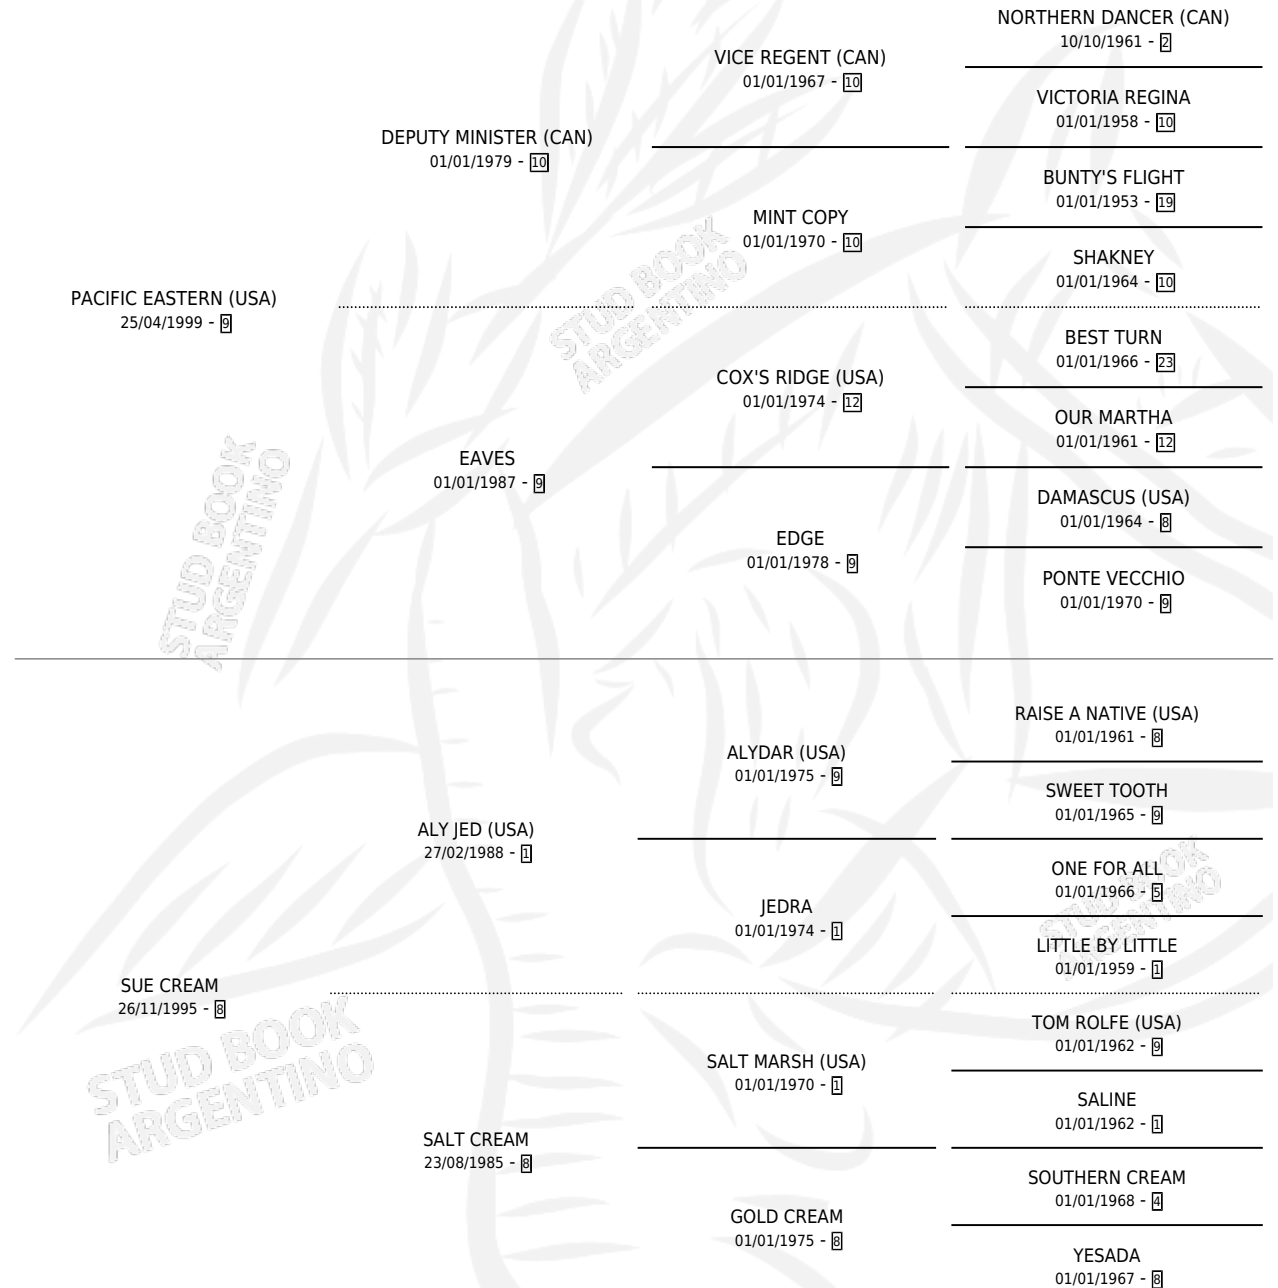 NORTHERN DANCER (CAN)
10/10/1961 - 2
VICE REGENT (CAN)
01/01/1967 - 10
VICTORIA REGINA
01/01/1958 - 10
DEPUTY MINISTER (CAN)
01/01/1979 - 10
BUNTY'S FLIGHT
01/01/1953 - 19
MINT COPY
01/01/1970 - 10
SHAKNEY
01/01/1964 - 10
PACIFIC EASTERN (USA)
25/04/1999 - 9
BEST TURN
01/01/1966 - 23
COX'S RIDGE (USA)
01/01/1974 - 12
OUR MARTHA
01/01/1961 - 12
EAVES
01/01/1987 - 9
DAMASCUS (USA)
01/01/1964 - 8
EDGE
01/01/1978 - 9
PONTE VECCHIO
01/01/1970 - 9
RAISE A NATIVE (USA)
01/01/1961 - 8
ALYDAR (USA)
01/01/1975 - 9
SWEET TOOTH
01/01/1965 - 9
ALY JED (USA)
27/02/1988 - 1
ONE FOR ALL
01/01/1966 - 5
JEDRA
01/01/1974 - 1
LITTLE BY LITTLE
01/01/1959 - 1
SUE CREAM
26/11/1995 - 8
TOM ROLFE (USA)
01/01/1962 - 9
SALT MARSH (USA)
01/01/1970 - 1
SALINE
01/01/1962 - 1
SALT CREAM
23/08/1985 - 8
SOUTHERN CREAM
01/01/1968 - 4
GOLD CREAM
01/01/1975 - 8
YESADA
01/01/1967 - 8
STUD BOOK
ARGENTINO
STUD BOOK
ARGENTINO
STUD BOOK
ARGENTINO
STUD BOOK
ARGENTINO